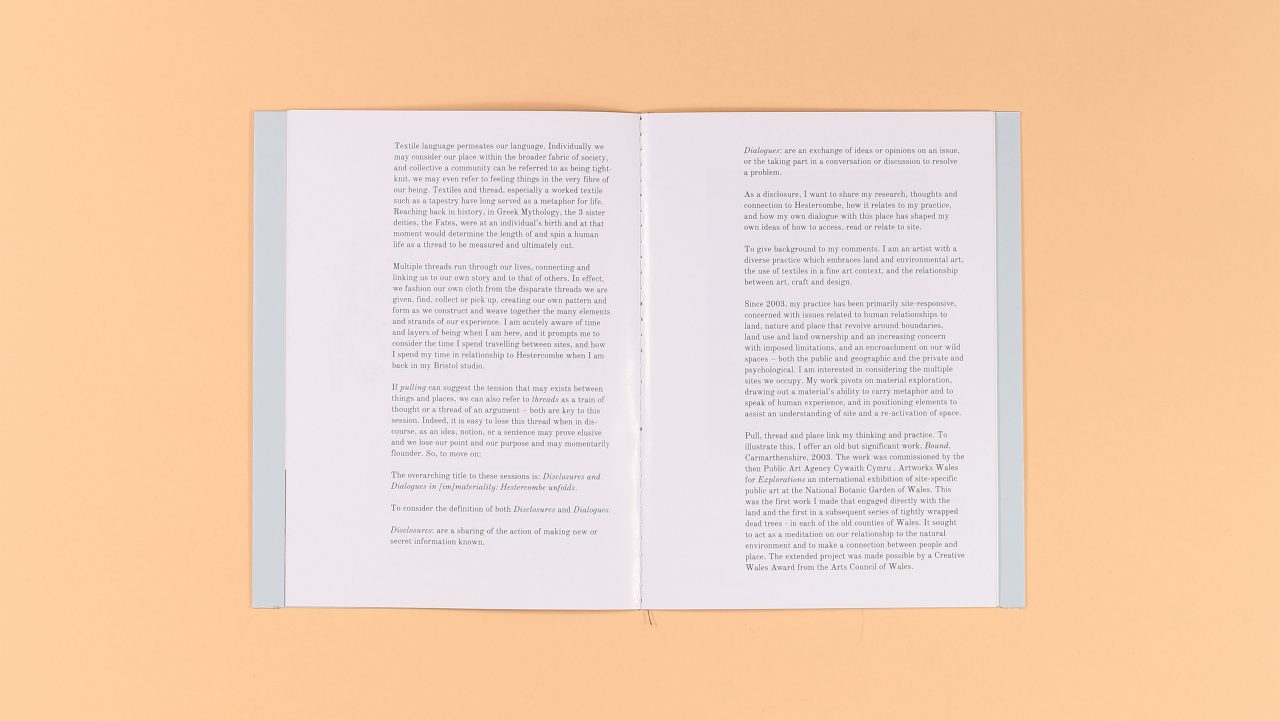 Textile language permeates our language. Individually we
may consider our place within the broader fabric of society,
and collective a community can be referred to as being tight-
knit, we may even refer to feeling things in the very fibre of
our being. Textiles and thread, especially a worked textile
such as a tapestry have long served as a metaphor for life.
Reaching back in history, in Greek Mythology, the 3 sister
deities, the Fates, were at an individual's birth and at that
moment would determine the length of and spin a human
life as a thread to be measured and ultimately cut.
Multiple threads run through our lives, connecting and
linking us to our own story and to that of others. In effect,
we fashion our own cloth from the disparate threads we are
given, find, collect or pick up, creating our own pattern and
form as we construct and weave together the many elements
and strands of our experience. I am acutely aware of time
and layers of being when I am here, and it prompts me to
consider the time I spend travelling between sites, and how
I spend my time in relationship to Hestercombe when I am
back in my Bristol studio.
If pulling can suggest the tension that may exists between
things and places, we can also refer to threads as a train of
thought or a thread of an argument – both are key to this
session. Indeed, it is easy to lose this thread when in dis-
course, as an idea, notion, or a sentence may prove elusive
and we lose our point and our purpose and may momentarily
flounder. So, to move on:
The overarching title to these sessions is: Disclosures and
Dialogues in [im]materiality: Hestercombe unfolds.
To consider the definition of both Disclosures and Dialogues.
Disclosures: are a sharing of the action of making new or
secret information known.
Dialogues: are an exchange of ideas or opinions on an issue,
or the taking part in a conversation or discussion to resolve
a problem.
As a disclosure, I want to share my research, thoughts and
connection to Hestercombe, how it relates to my practice,
and how my own dialogue with this place has shaped my
own ideas of how to access, read or relate to site.
To give background to my comments. I am an artist with a
diverse practice which embraces land and environmental art,
the use of textiles in a fine art context, and the relationship
between art, craft and design.
Since 2003, my practice has been primarily site-responsive,
concerned with issues related to human relationships to
land, nature and place that revolve around boundaries,
land use and land ownership and an increasing concern
with imposed limitations, and an encroachment on our wild
spaces – both the public and geographic and the private and
psychological. I am interested in considering the multiple
sites we occupy. My work pivots on material exploration,
drawing out a material's ability to carry metaphor and to
speak of human experience, and in positioning elements to
assist an understanding of site and a re-activation of space.
Pull, thread and place link my thinking and practice. To
illustrate this, I offer an old but significant work, Bound,
Carmarthenshire, 2003. The work was commissioned by the
then Public Art Agency Cywaith Cymru . Artworks Wales
for Explorations an international exhibition of site-specific
public art at the National Botanic Garden of Wales. This
was the first work I made that engaged directly with the
land and the first in a subsequent series of tightly wrapped
dead trees - in each of the old counties of Wales. It sought
to act as a meditation on our relationship to the natural
environment and to make a connection between people and
place. The extended project was made possible by a Creative
Wales Award from the Arts Council of Wales.